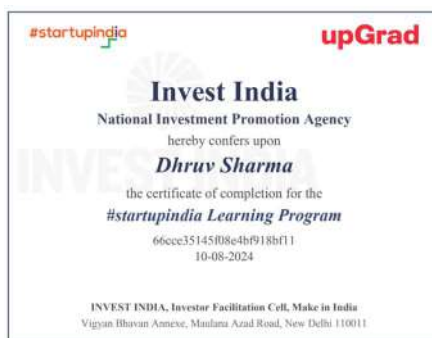 #startupindia
upGrad
Invest India
National Investment Promotion Agency
hereby confers upon
Dhruv Sharma
the certificate of completion for the
#startupindia Learning Program
66cce35145f08e4bf918bf11
10-08-2024
INVEST INDIA
INVEST INDIA, Investor Facilitation Cell, Make in India
Vigyan Bhavan Annexe, Maulana Azad Road, New Delhi 110011